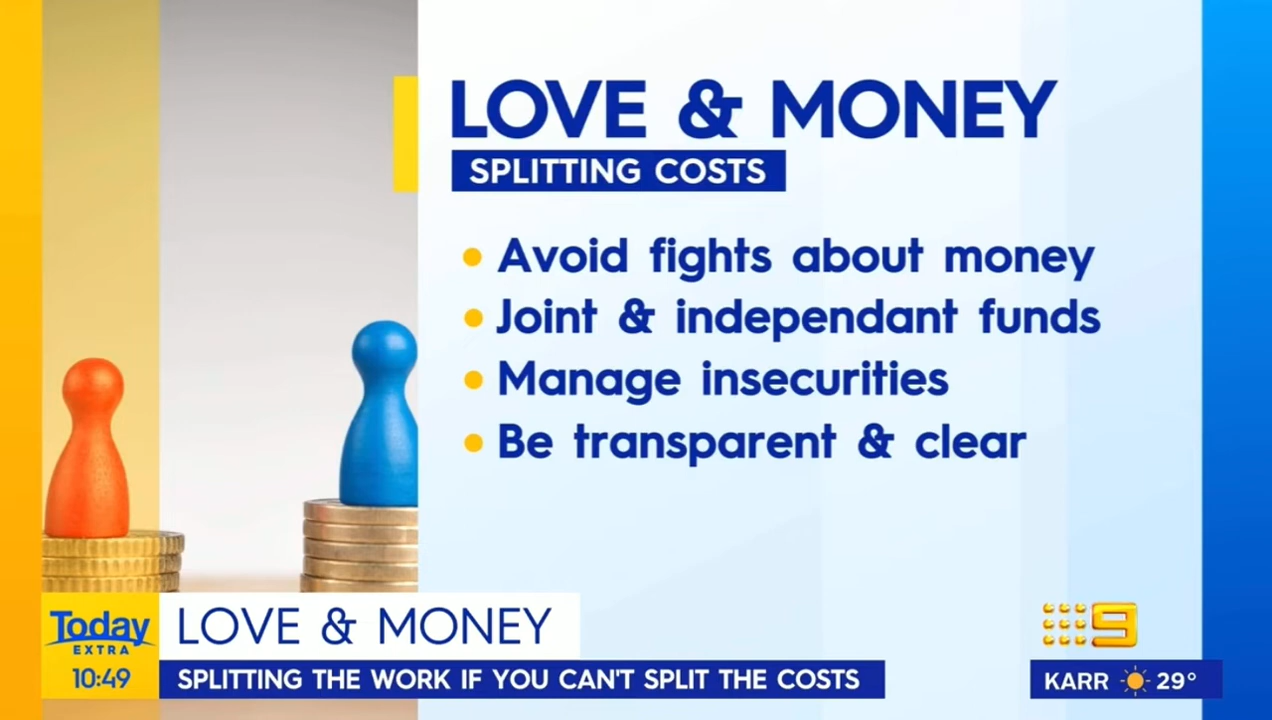 LOVE & MONEY
SPLITTING COSTS
• Avoid fights about money
• Joint & independant funds
• Manage insecurities
• Be transparent & clear
Today
EXTRA
10:49
LOVE & MONEY
SPLITTING THE WORK IF YOU CAN'T SPLIT THE COSTS
9
KARR 29°